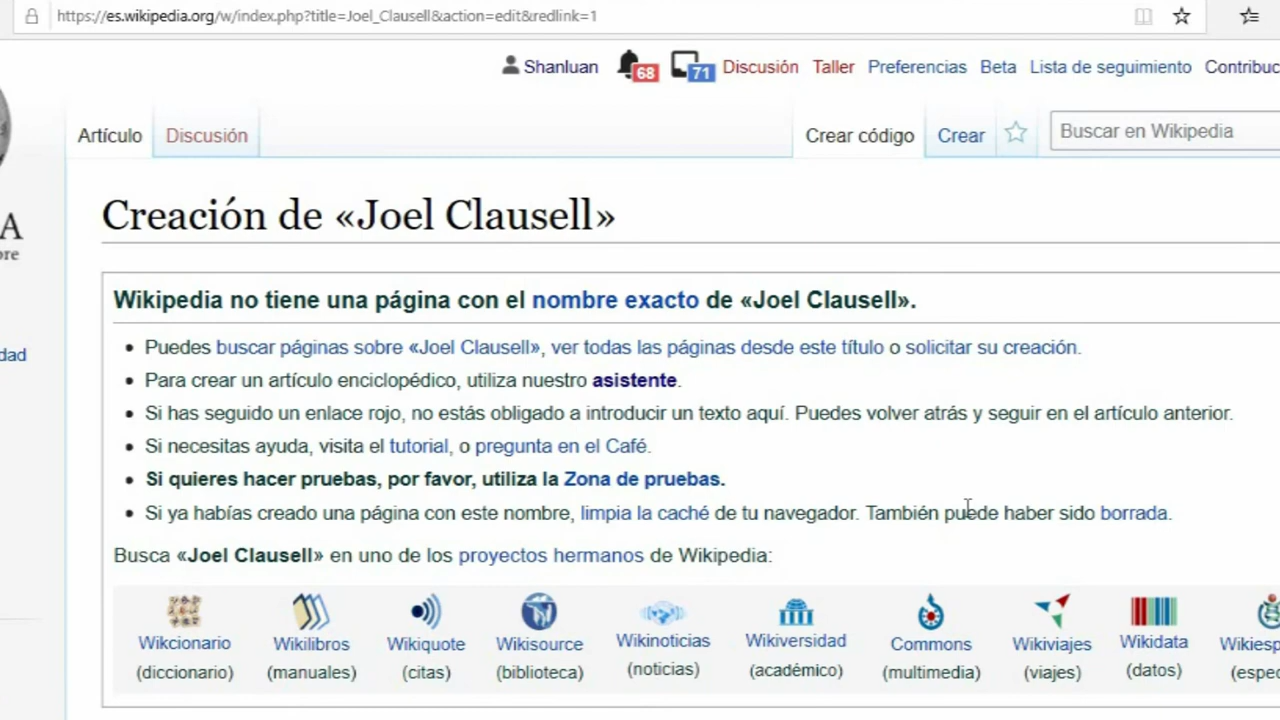 https://es.wikipedia.org/w/index.php?title=Joel_Clausell&action=edit&redlink=1
Shanluan 68 71 Discusión Taller Preferencias Beta Lista de seguimiento Contribuc
Artículo Discusión Crear código Crear Buscar en Wikipedia
Creación de «Joel Clausell»
A
bre
Wikipedia no tiene una página con el nombre exacto de «Joel Clausell».
• Puedes buscar páginas sobre «Joel Clausell», ver todas las páginas desde este título o solicitar su creación.
dad
• Para crear un artículo enciclopédico, utiliza nuestro asistente.
• Si has seguido un enlace rojo, no estás obligado a introducir un texto aquí. Puedes volver atrás y seguir en el artículo anterior.
• Si necesitas ayuda, visita el tutorial, o pregunta en el Café.
• Si quieres hacer pruebas, por favor, utiliza la Zona de pruebas.
• Si ya habías creado una página con este nombre, limpia la caché de tu navegador. También puede haber sido borrada.
Busca «Joel Clausell» en uno de los proyectos hermanos de Wikipedia:
Wikcionario Wikilibros Wikiquote Wikisource Wikinoticias Wikiversidad Commons Wikiviajes Wikidata Wikiesp
(diccionario) (manuales) (citas) (biblioteca) (noticias) (académico) (multimedia) (viajes) (datos) (espec